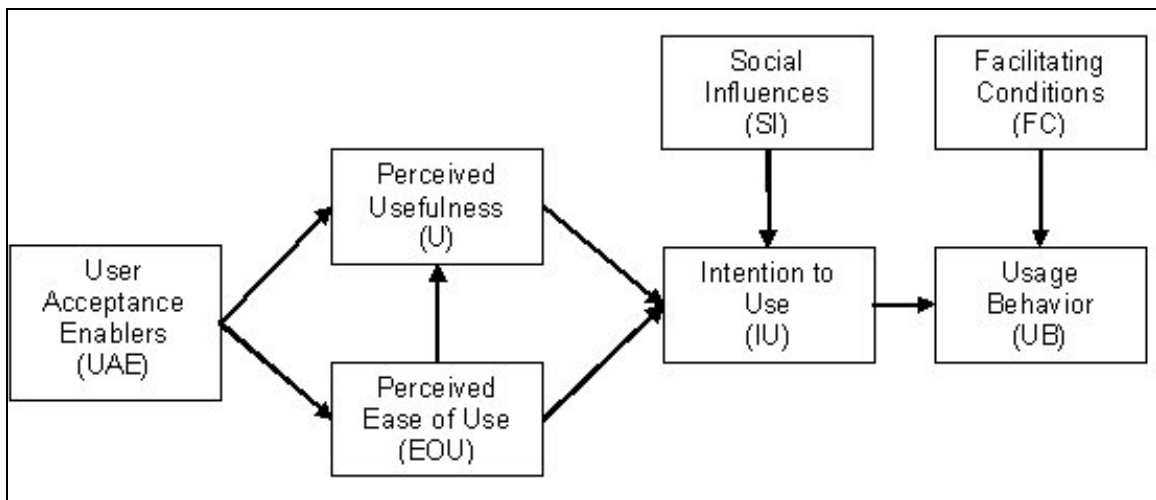 Social
Influences
(SI)
Facilitating
Conditions
(FC)
Perceived
Usefulness
(U)
User
Acceptance
Enablers
(UAE)
Intention to
Use
(IU)
Usage
Behavior
(UB)
Perceived
Ease of Use
(EOU)